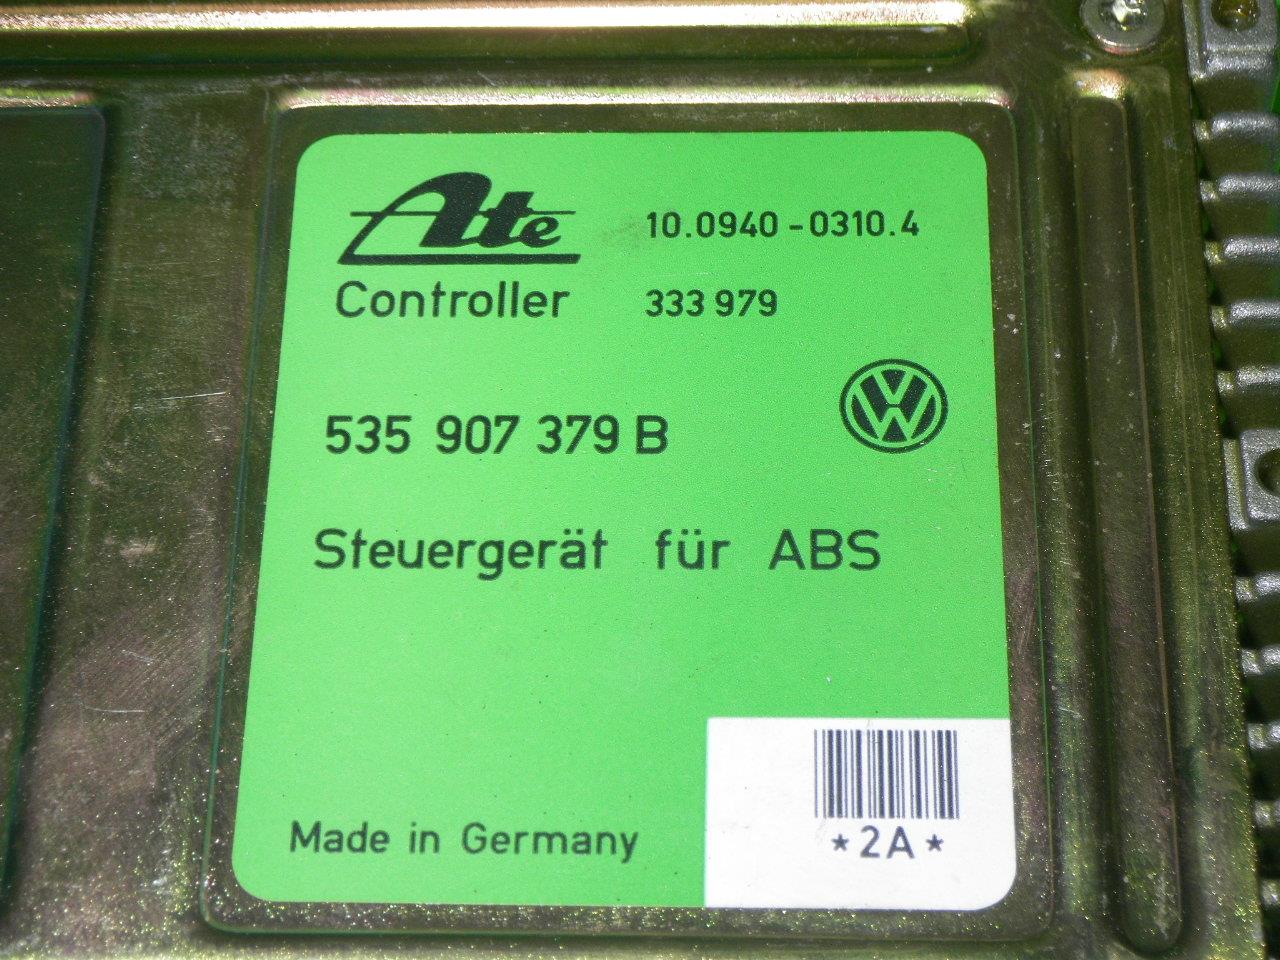 Ate 10.0940-0310.4
Controller 333 979
535 907 379 B
Steuergerät für ABS
Made in Germany
*2A*